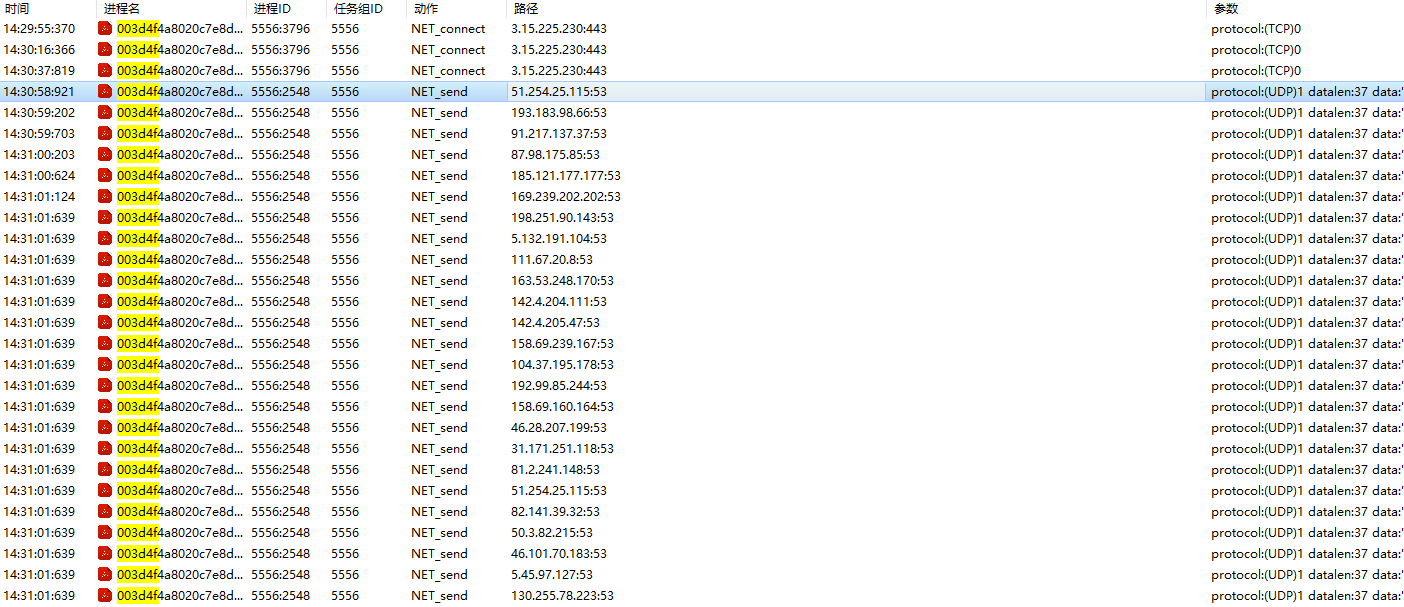 时间 进程名 进程ID 任务组ID 动作 路径 参数
14:29:55:370 003d4f4a8020c7e8d... 5556:3796 5556 NET_connect 3.15.225.230:443 protocol:(TCP)0
14:30:16:366 003d4f4a8020c7e8d... 5556:3796 5556 NET_connect 3.15.225.230:443 protocol:(TCP)0
14:30:37:819 003d4f4a8020c7e8d... 5556:3796 5556 NET_connect 3.15.225.230:443 protocol:(TCP)0
14:30:58:921 003d4f4a8020c7e8d... 5556:2548 5556 NET_send 51.254.25.115:53 protocol:(UDP)1 datalen:37 data:"
14:30:59:202 003d4f4a8020c7e8d... 5556:2548 5556 NET_send 193.183.98.66:53 protocol:(UDP)1 datalen:37 data:"
14:30:59:703 003d4f4a8020c7e8d... 5556:2548 5556 NET_send 91.217.137.37:53 protocol:(UDP)1 datalen:37 data:"
14:31:00:203 003d4f4a8020c7e8d... 5556:2548 5556 NET_send 87.98.175.85:53 protocol:(UDP)1 datalen:37 data:"
14:31:00:624 003d4f4a8020c7e8d... 5556:2548 5556 NET_send 185.121.177.177:53 protocol:(UDP)1 datalen:37 data:"
14:31:01:124 003d4f4a8020c7e8d... 5556:2548 5556 NET_send 169.239.202.202:53 protocol:(UDP)1 datalen:37 data:"
14:31:01:639 003d4f4a8020c7e8d... 5556:2548 5556 NET_send 198.251.90.143:53 protocol:(UDP)1 datalen:37 data:"
14:31:01:639 003d4f4a8020c7e8d... 5556:2548 5556 NET_send 5.132.191.104:53 protocol:(UDP)1 datalen:37 data:"
14:31:01:639 003d4f4a8020c7e8d... 5556:2548 5556 NET_send 111.67.20.8:53 protocol:(UDP)1 datalen:37 data:"
14:31:01:639 003d4f4a8020c7e8d... 5556:2548 5556 NET_send 163.53.248.170:53 protocol:(UDP)1 datalen:37 data:"
14:31:01:639 003d4f4a8020c7e8d... 5556:2548 5556 NET_send 142.4.204.111:53 protocol:(UDP)1 datalen:37 data:"
14:31:01:639 003d4f4a8020c7e8d... 5556:2548 5556 NET_send 142.4.205.47:53 protocol:(UDP)1 datalen:37 data:"
14:31:01:639 003d4f4a8020c7e8d... 5556:2548 5556 NET_send 158.69.239.167:53 protocol:(UDP)1 datalen:37 data:"
14:31:01:639 003d4f4a8020c7e8d... 5556:2548 5556 NET_send 104.37.195.178:53 protocol:(UDP)1 datalen:37 data:"
14:31:01:639 003d4f4a8020c7e8d... 5556:2548 5556 NET_send 192.99.85.244:53 protocol:(UDP)1 datalen:37 data:"
14:31:01:639 003d4f4a8020c7e8d... 5556:2548 5556 NET_send 158.69.160.164:53 protocol:(UDP)1 datalen:37 data:"
14:31:01:639 003d4f4a8020c7e8d... 5556:2548 5556 NET_send 46.28.207.199:53 protocol:(UDP)1 datalen:37 data:"
14:31:01:639 003d4f4a8020c7e8d... 5556:2548 5556 NET_send 31.171.251.118:53 protocol:(UDP)1 datalen:37 data:"
14:31:01:639 003d4f4a8020c7e8d... 5556:2548 5556 NET_send 81.2.241.148:53 protocol:(UDP)1 datalen:37 data:"
14:31:01:639 003d4f4a8020c7e8d... 5556:2548 5556 NET_send 51.254.25.115:53 protocol:(UDP)1 datalen:37 data:"
14:31:01:639 003d4f4a8020c7e8d... 5556:2548 5556 NET_send 82.141.39.32:53 protocol:(UDP)1 datalen:37 data:"
14:31:01:639 003d4f4a8020c7e8d... 5556:2548 5556 NET_send 50.3.82.215:53 protocol:(UDP)1 datalen:37 data:"
14:31:01:639 003d4f4a8020c7e8d... 5556:2548 5556 NET_send 46.101.70.183:53 protocol:(UDP)1 datalen:37 data:"
14:31:01:639 003d4f4a8020c7e8d... 5556:2548 5556 NET_send 5.45.97.127:53 protocol:(UDP)1 datalen:37 data:"
14:31:01:639 003d4f4a8020c7e8d... 5556:2548 5556 NET_send 130.255.78.223:53 protocol:(UDP)1 datalen:37 data:"